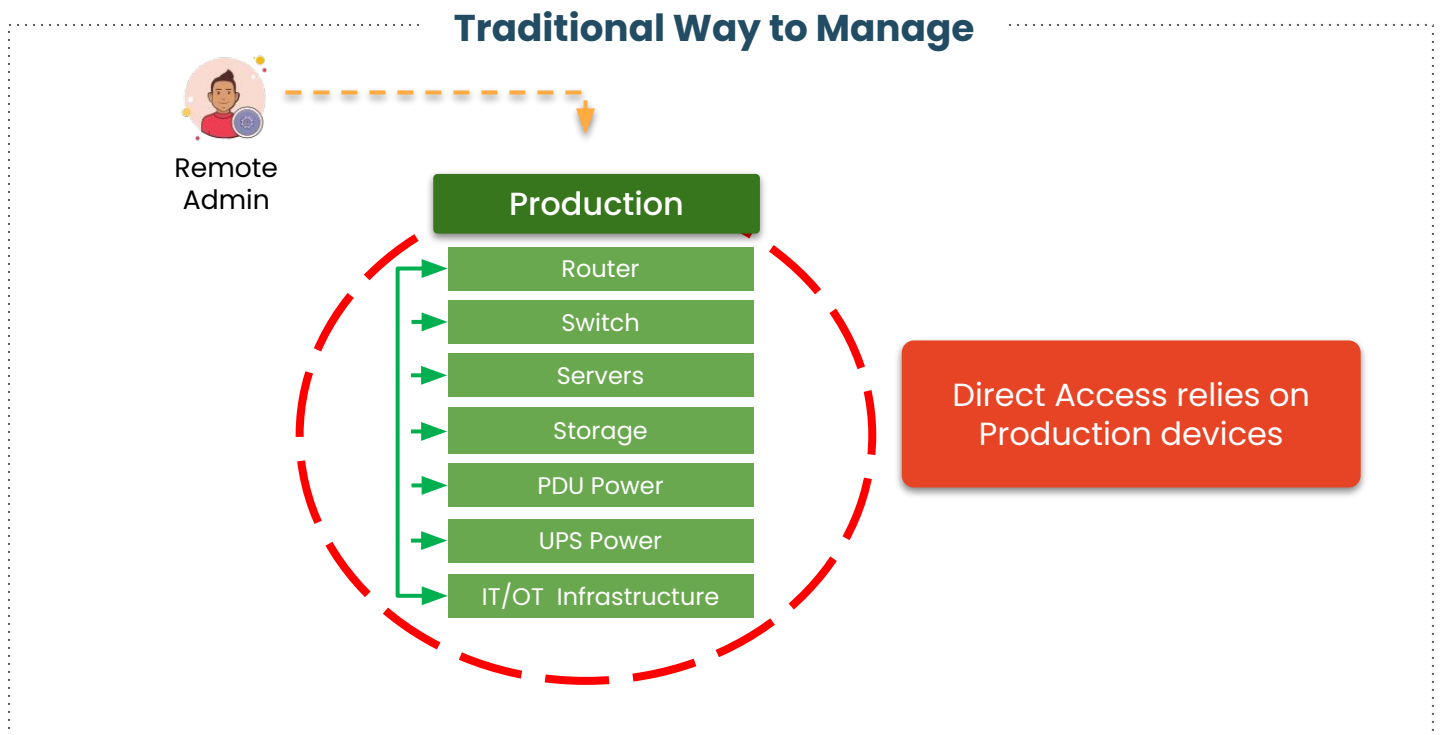 Traditional Way to Manage
Remote
Admin
Production
Router
Switch
Servers
Storage
PDU Power
UPS Power
IT/OT Infrastructure
Direct Access relies on
Production devices